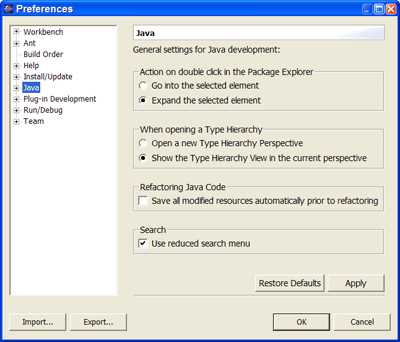 Preferences
Workbench
Ant
Build Order
Help
Install/Update
Java
Plug-in Development
Run/Debug
Team
Java
General settings for Java development:
Action on double click in the Package Explorer
Go into the selected element
Expand the selected element
When opening a Type Hierarchy
Open a new Type Hierarchy Perspective
Show the Type Hierarchy View in the current perspective
Refactoring Java Code
Save all modified resources automatically prior to refactoring
Search
Use reduced search menu
Restore Defaults Apply
Import... Export... OK Cancel